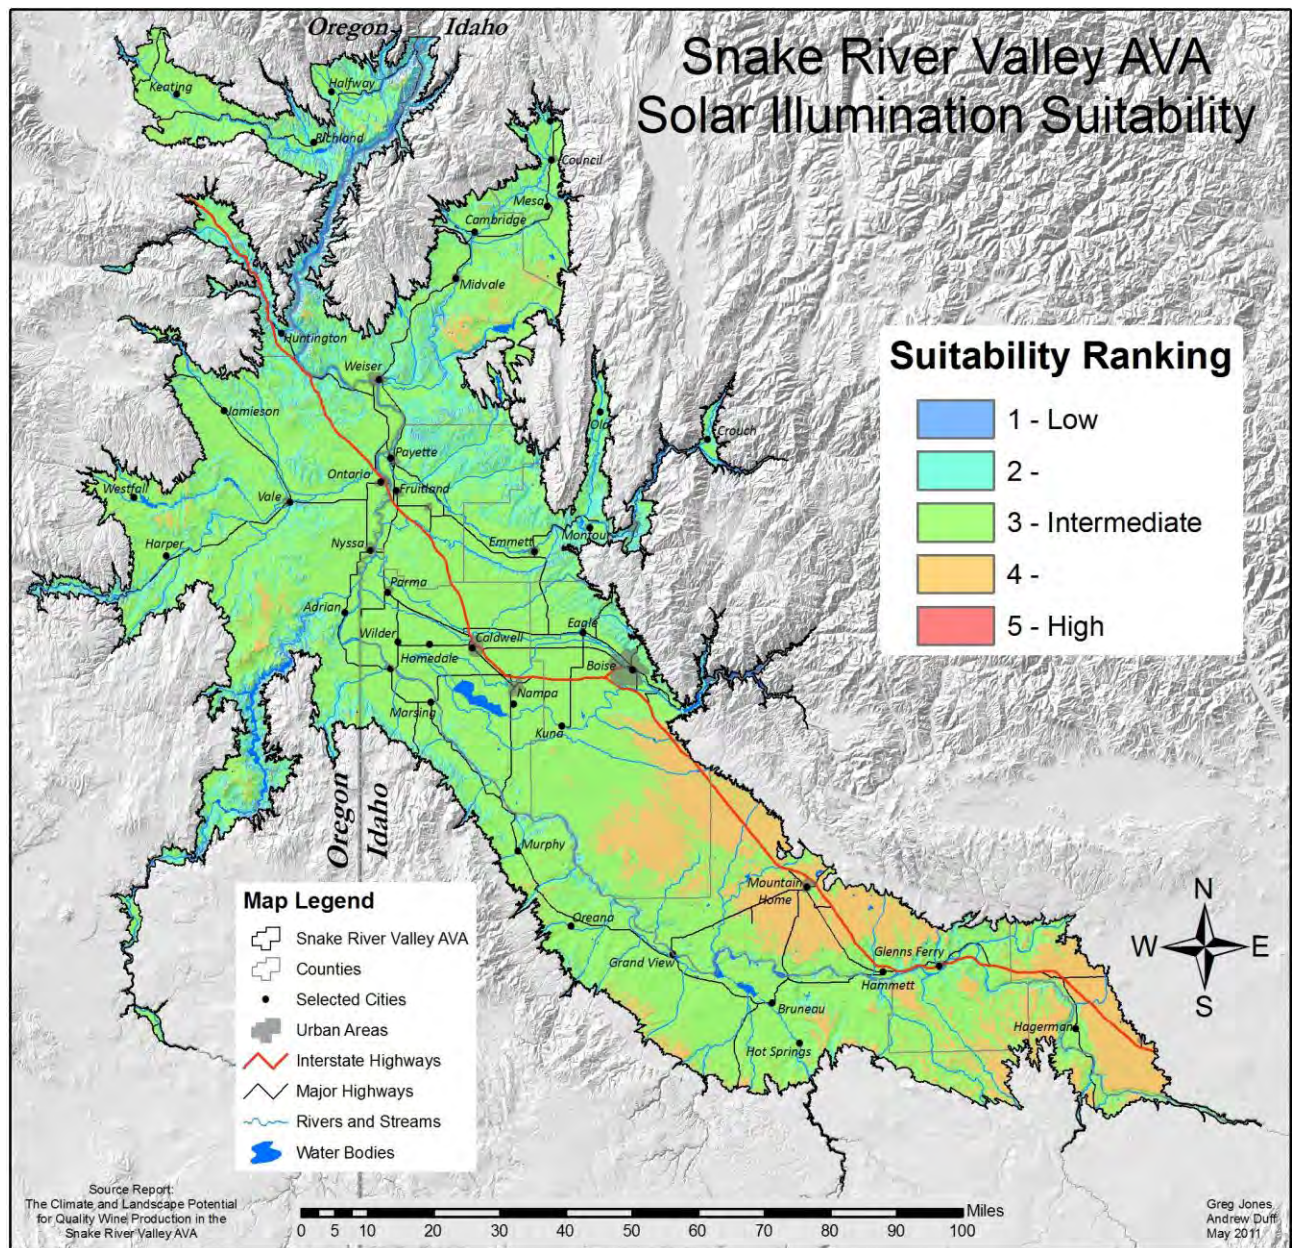 Oregon
Idaho
Snake River Valley AVA
Solar Illumination Suitability
Keating
Halfway
Richland
Council
Mesa
Cambridge
Midvale
Huntington
Weiser
Suitability Ranking
1 - Low
2 -
3 - Intermediate
4 -
5 - High
Jamieson
Ola
Crouch
Payette
Ontario
Fruitland
Westfall
Vale
Harper
Nyssa
Emmett
Montour
Parma
Adrian
Wilder
Homedale
Caldwell
Eagle
Boise
Nampa
Marsing
Kuna
Oregon
Idaho
Murphy
Mountain
Home
Oreana
Grand View
Glenns Ferry
Hammett
Bruneau
Hot Springs
Hagerman
N
W
E
S
Map Legend
Snake River Valley AVA
Counties
Selected Cities
Urban Areas
Interstate Highways
Major Highways
Rivers and Streams
Water Bodies
Source Report:
The Climate and Landscape Potential
for Quality Wine Production in the
Snake River Valley AVA
Miles
0 5 10 20 30 40 50 60 70 80 90 100
Greg Jones
Andrew Duff
May 2011